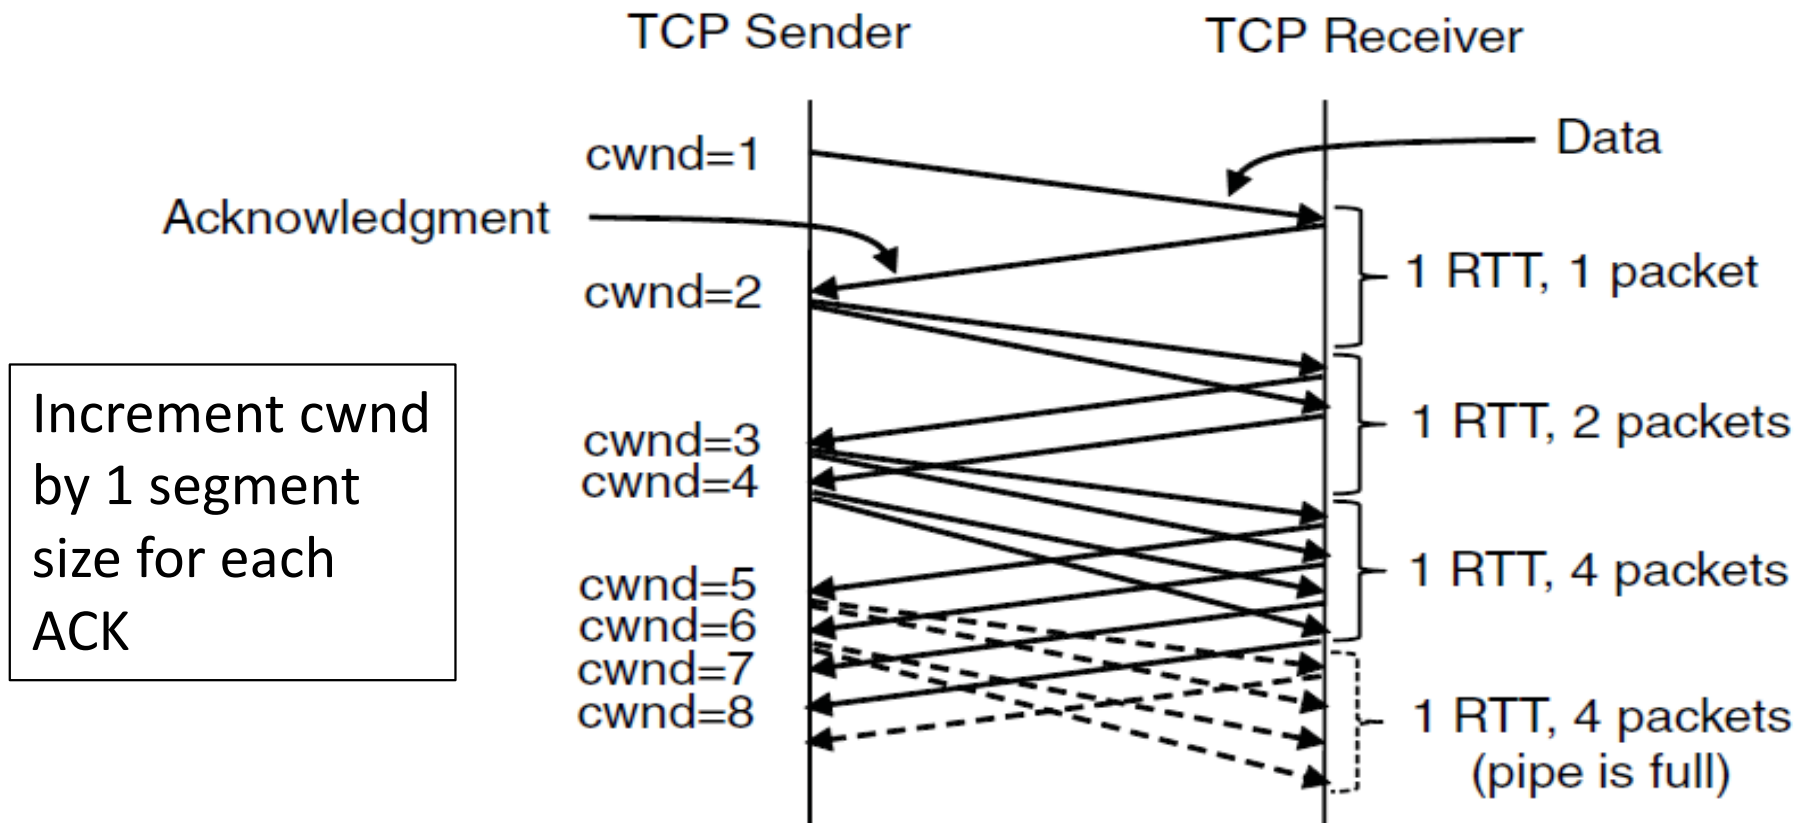 TCP Sender
TCP Receiver
cwnd=1
Data
Acknowledgment
cwnd=2
1 RTT, 1 packet
Increment cwnd
by 1 segment
size for each
ACK
cwnd=3
cwnd=4
1 RTT, 2 packets
cwnd=5
cwnd=6
cwnd=7
cwnd=8
1 RTT, 4 packets
1 RTT, 4 packets
(pipe is full)